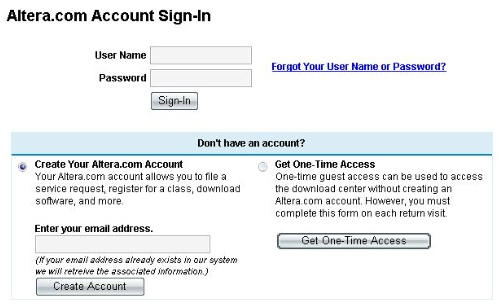 Altera.com Account Sign-In
User Name
Password
Forgot Your User Name or Password?
Sign-In
Don't have an account?
Create Your Altera.com Account
Your Altera.com account allows you to file a
service request, register for a class, download
software, and more.
Enter your email address.
(If your email address already exists in our system
we will retreive the associated information.)
Create Account
Get One-Time Access
One-time guest access can be used to access
the download center without creating an
Altera.com account. However, you must
complete this form on each return visit.
Get One-Time Access